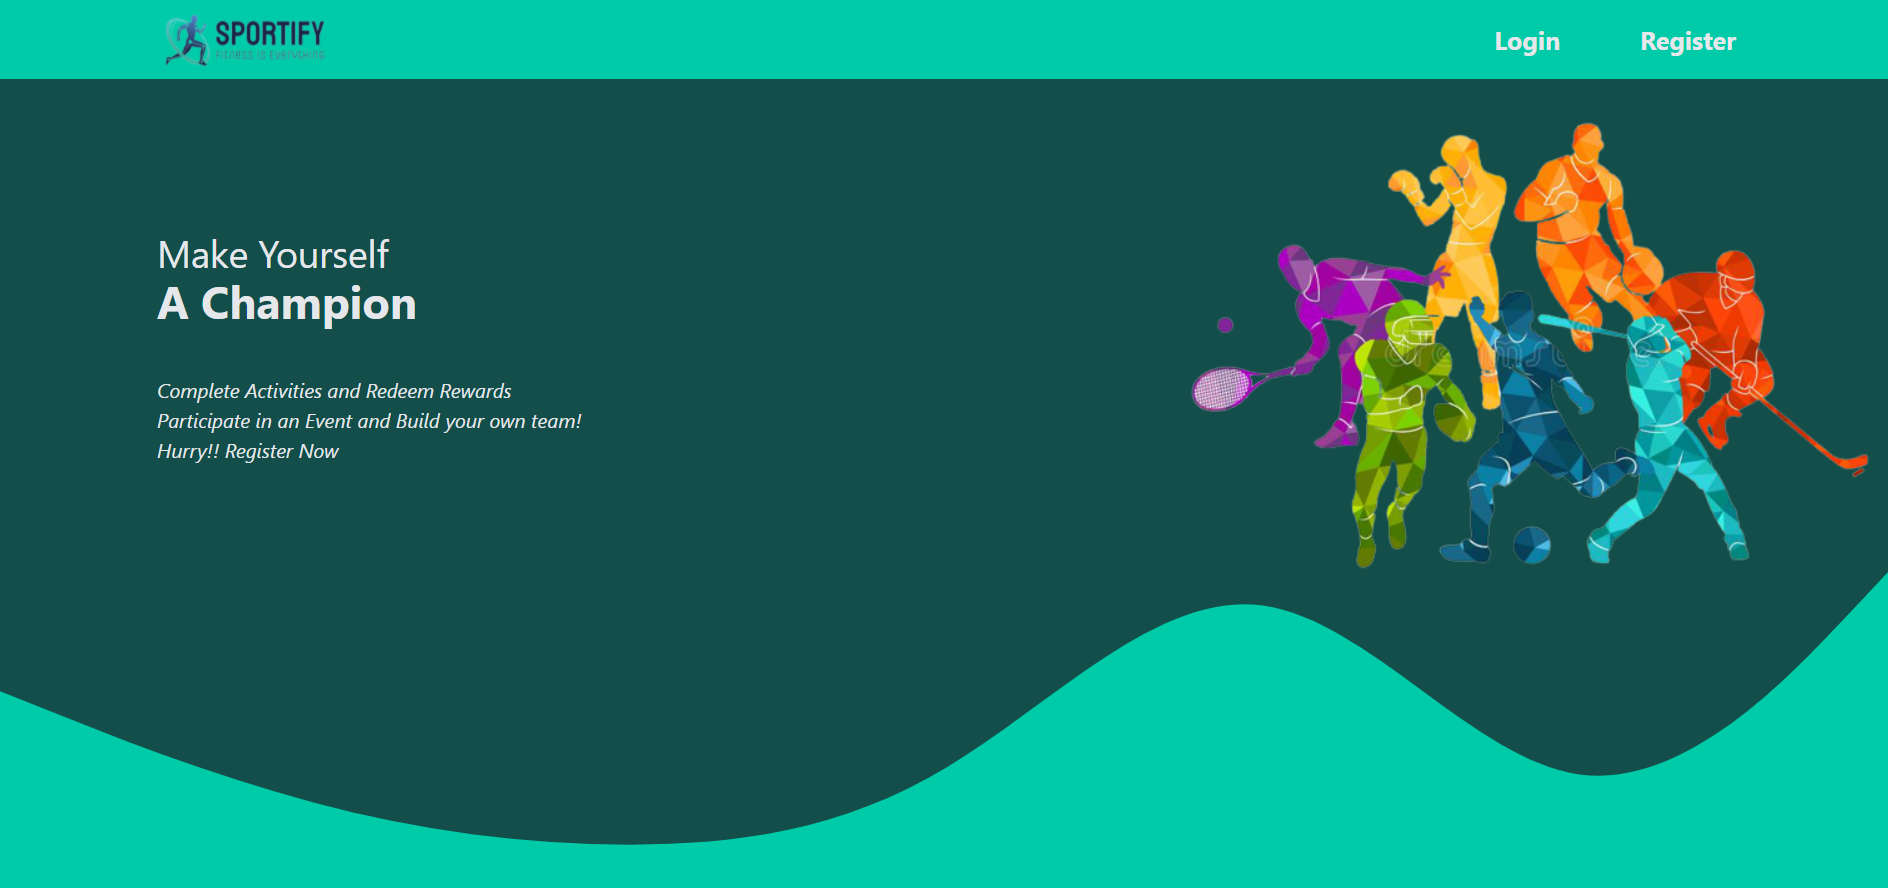 SPORTIFY
FITNESS IS EVERYTHING
Login
Register
Make Yourself
A Champion
Complete Activities and Redeem Rewards
Participate in an Event and Build your own team!
Hurry!! Register Now